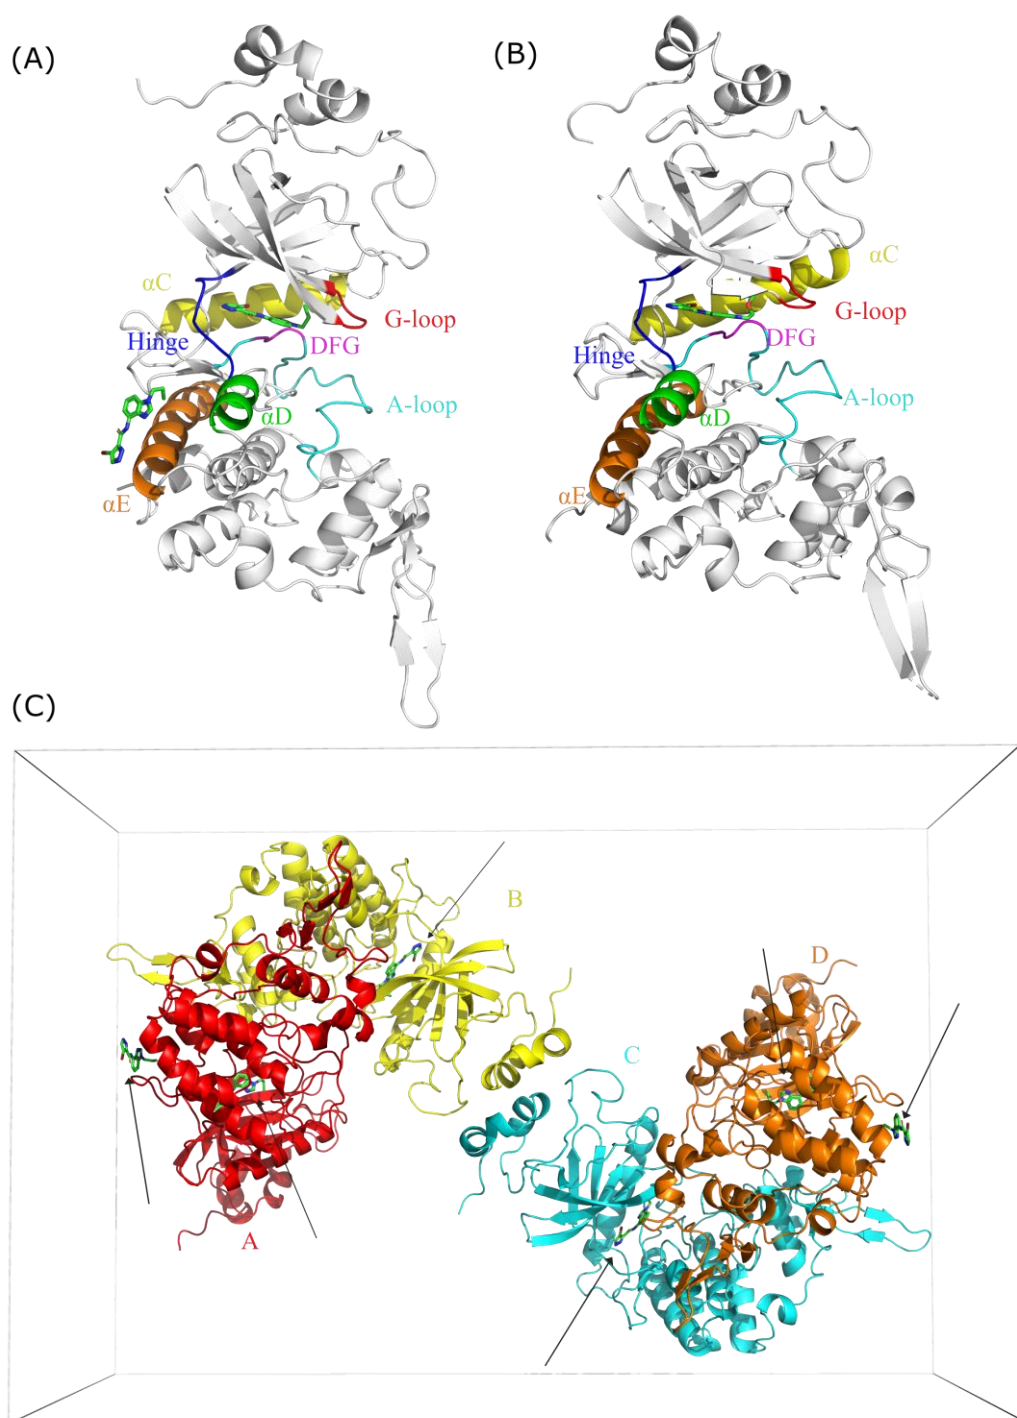 (A)
(B)
αC
G-loop
Hinge
DFG
A-loop
αD
αE
αC
G-loop
DFG
Hinge
A-loop
αD
αE
(C)
B
D
C
A